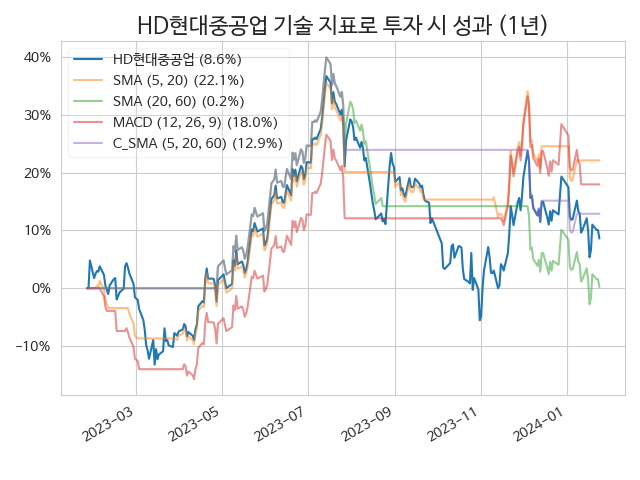 HD현대중공업 기술 지표로 투자 시 성과 (1년)
HD현대중공업 (8.6%)
SMA (5, 20) (22.1%)
SMA (20, 60) (0.2%)
MACD (12, 26, 9) (18.0%)
C_SMA (5, 20, 60) (12.9%)
40%
30%
20%
10%
0%
−10%
2023-03
2023-05
2023-07
2023-09
2023-11
2024-01